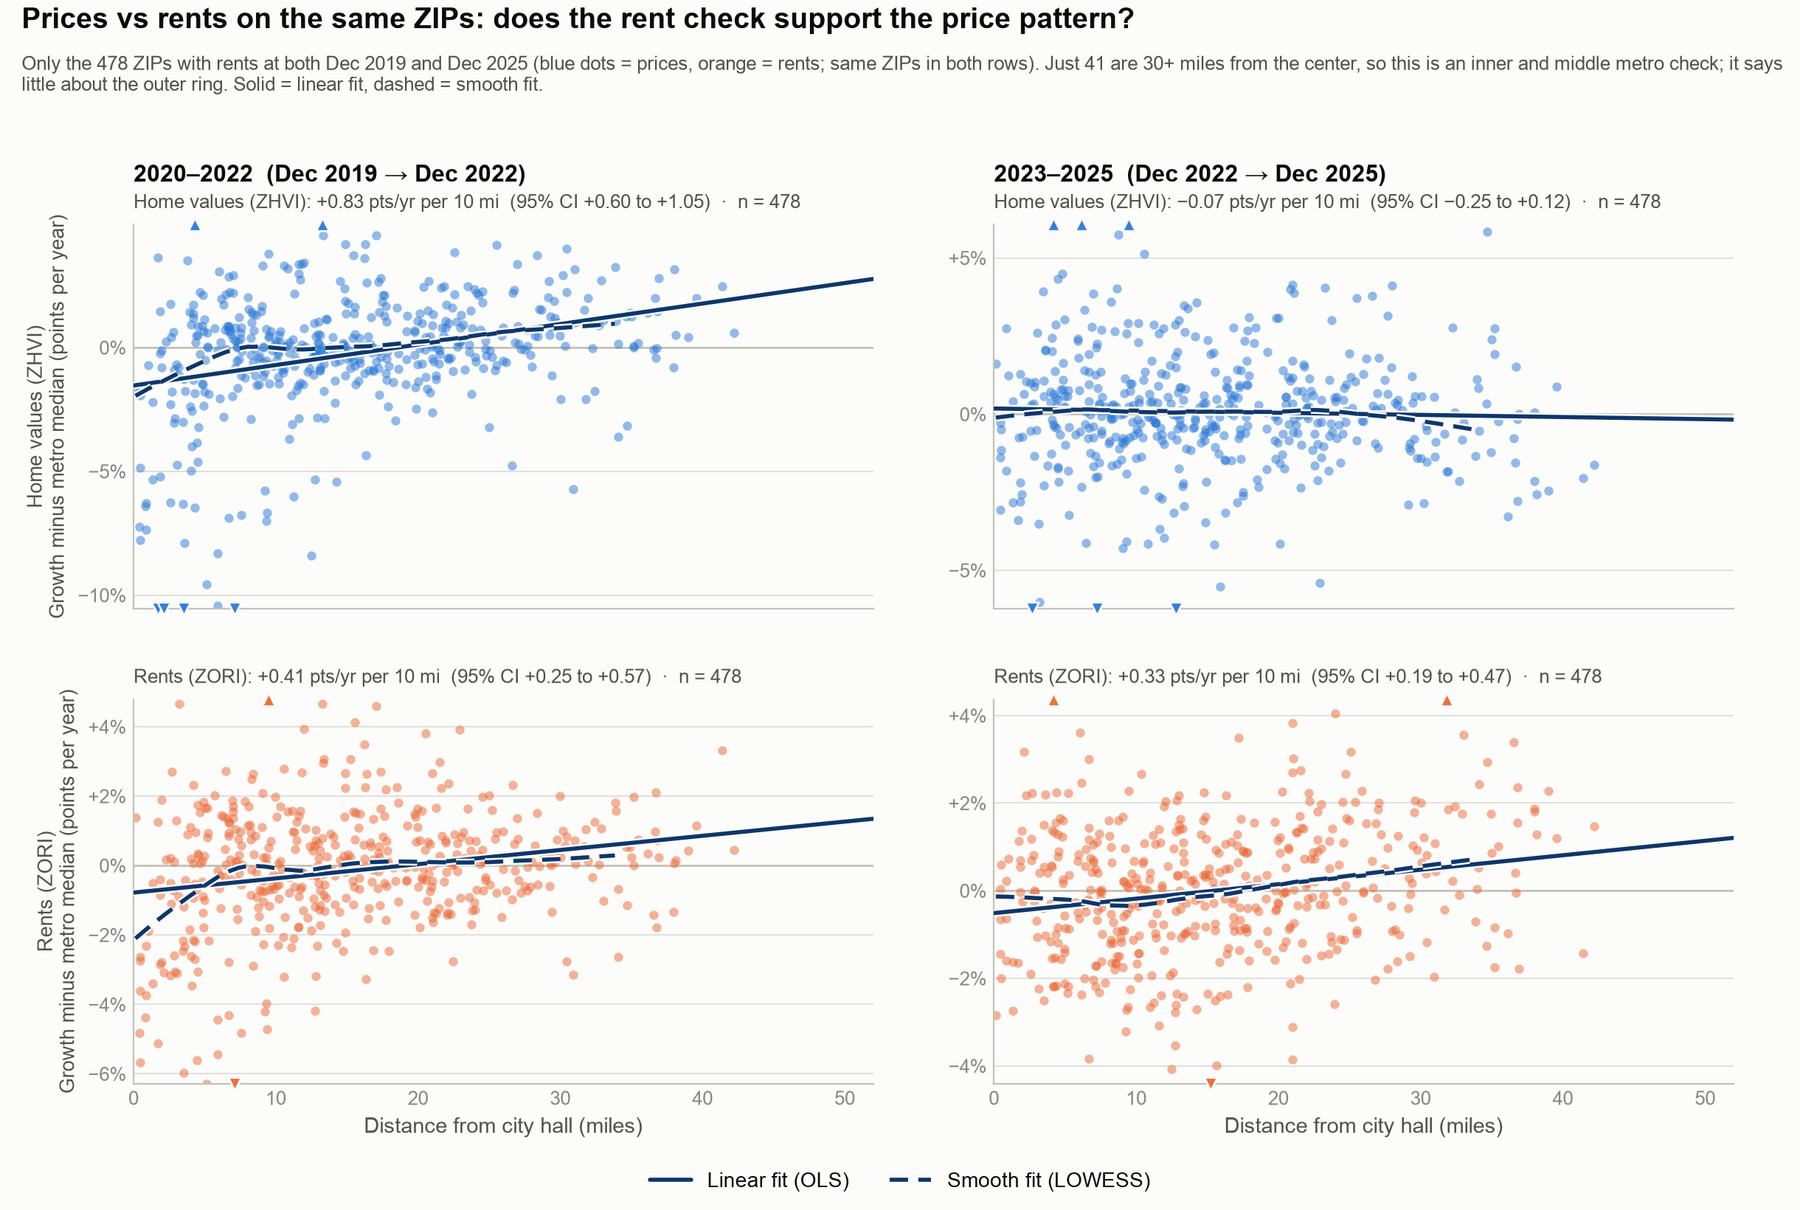 Prices vs rents on the same ZIPs: does the rent check support the price pattern?
Only the 478 ZIPs with rents at both Dec 2019 and Dec 2025 (blue dots = prices, orange = rents; same ZIPs in both rows). Just 41 are 30+ miles from the center, so this is an inner and middle metro check; it says
little about the outer ring. Solid = linear fit, dashed = smooth fit.
2020–2022 (Dec 2019 → Dec 2022)
Home values (ZHVI): +0.83 pts/yr per 10 mi (95% CI +0.60 to +1.05) · n = 478
Home values (ZHVI)
Growth minus metro median (points per year)
0%
−5%
−10%
2023–2025 (Dec 2022 → Dec 2025)
Home values (ZHVI): −0.07 pts/yr per 10 mi (95% CI −0.25 to +0.12) · n = 478
+5%
0%
−5%
Rents (ZORI): +0.41 pts/yr per 10 mi (95% CI +0.25 to +0.57) · n = 478
Rents (ZORI)
Growth minus metro median (points per year)
+4%
+2%
0%
−2%
−4%
−6%
0 10 20 30 40 50
Distance from city hall (miles)
Rents (ZORI): +0.33 pts/yr per 10 mi (95% CI +0.19 to +0.47) · n = 478
+4%
+2%
0%
−2%
−4%
0 10 20 30 40 50
Distance from city hall (miles)
Linear fit (OLS)
Smooth fit (LOWESS)